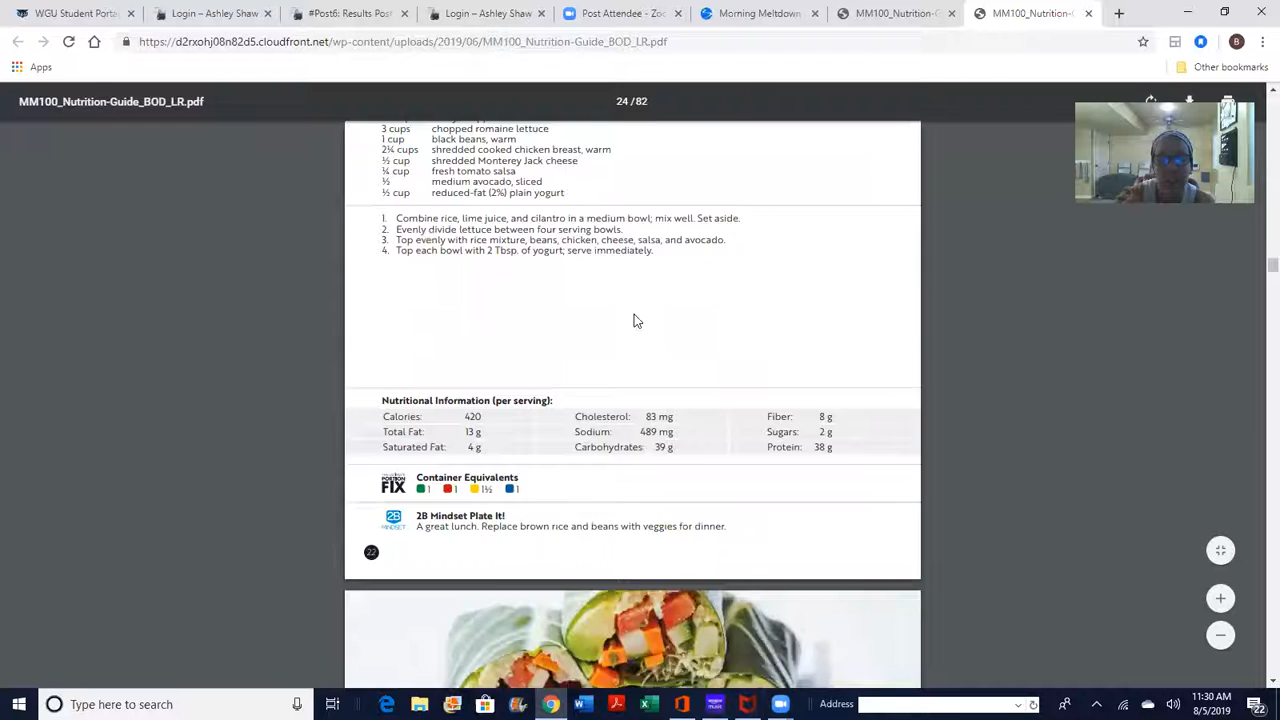 WGU Student Por
Login – Ashley Shaw
#Post6: Results Post
Login – Ashley Shaw
Post Attendee - Zoo
Morning Meltdown
MM100_Nutrition-G
MM100_Nutrition-
https://d2rxohj08n82d5.cloudfront.net/wp-content/uploads/2019/06/MM100_Nutrition-Guide_BOD_LR.pdf
B
Apps
Other bookmarks
MM100_Nutrition-Guide_BOD_LR.pdf
24 / 82
3 cups chopped romaine lettuce
1 cup black beans, warm
2¼ cups shredded cooked chicken breast, warm
½ cup shredded Monterey Jack cheese
¼ cup fresh tomato salsa
½ medium avocado, sliced
½ cup reduced-fat (2%) plain yogurt
1. Combine rice, lime juice, and cilantro in a medium bowl; mix well. Set aside.
2. Evenly divide lettuce between four serving bowls.
3. Top evenly with rice mixture, beans, chicken, cheese, salsa, and avocado.
4. Top each bowl with 2 Tbsp. of yogurt; serve immediately.
Nutritional Information (per serving):
Calories: 420 Cholesterol: 83 mg Fiber: 8 g
Total Fat: 13 g Sodium: 489 mg Sugars: 2 g
Saturated Fat: 4 g Carbohydrates: 39 g Protein: 38 g
PORTION FIX Container Equivalents
1 1 1½ 1
2B MINDSET 2B Mindset Plate It!
A great lunch. Replace brown rice and beans with veggies for dinner.
22
Type here to search
Address
11:30 AM
8/5/2019
22